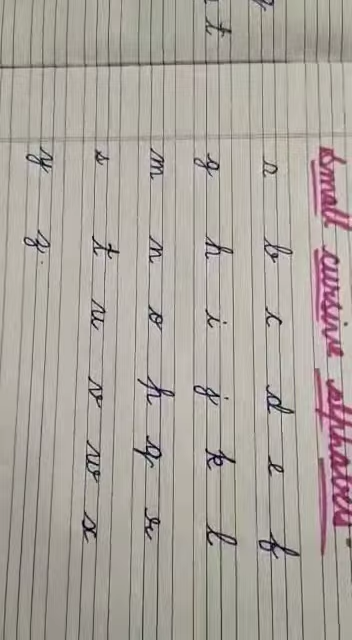 small cursive alphabets
a b c d e f
g h i j k l
m n o p q r
s t u v w x
y z.